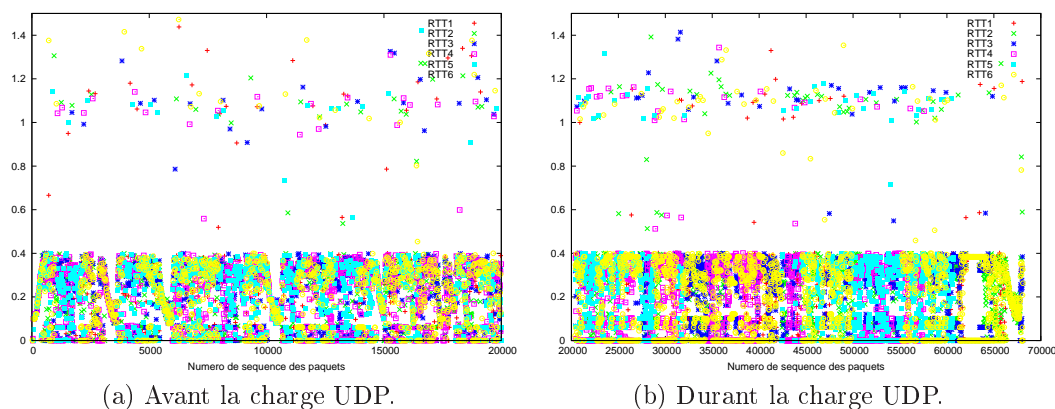 1.4
1.2
1
0.8
0.6
0.4
0.2
0
0 5000 10000 15000 20000
Numero de sequence des paquets
RTT1
RTT2
RTT3
RTT4
RTT5
RTT6
(a) Avant la charge UDP.
1.4
1.2
1
0.8
0.6
0.4
0.2
0
20000 25000 30000 35000 40000 45000 50000 55000 60000 65000 70000
Numero de sequence des paquets
RTT1
RTT2
RTT3
RTT4
RTT5
RTT6
(b) Durant la charge UDP.